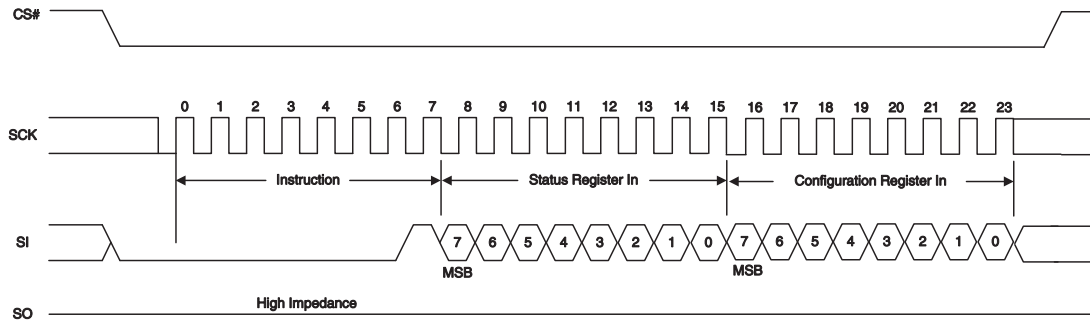 CS#
0 1 2 3 4 5 6 7 8 9 10 11 12 13 14 15 16 17 18 19 20 21 22 23
SCK
Instruction Status Register In Configuration Register In
SI 7 6 5 4 3 2 1 0 7 6 5 4 3 2 1 0
MSB MSB
High Impedance
SO